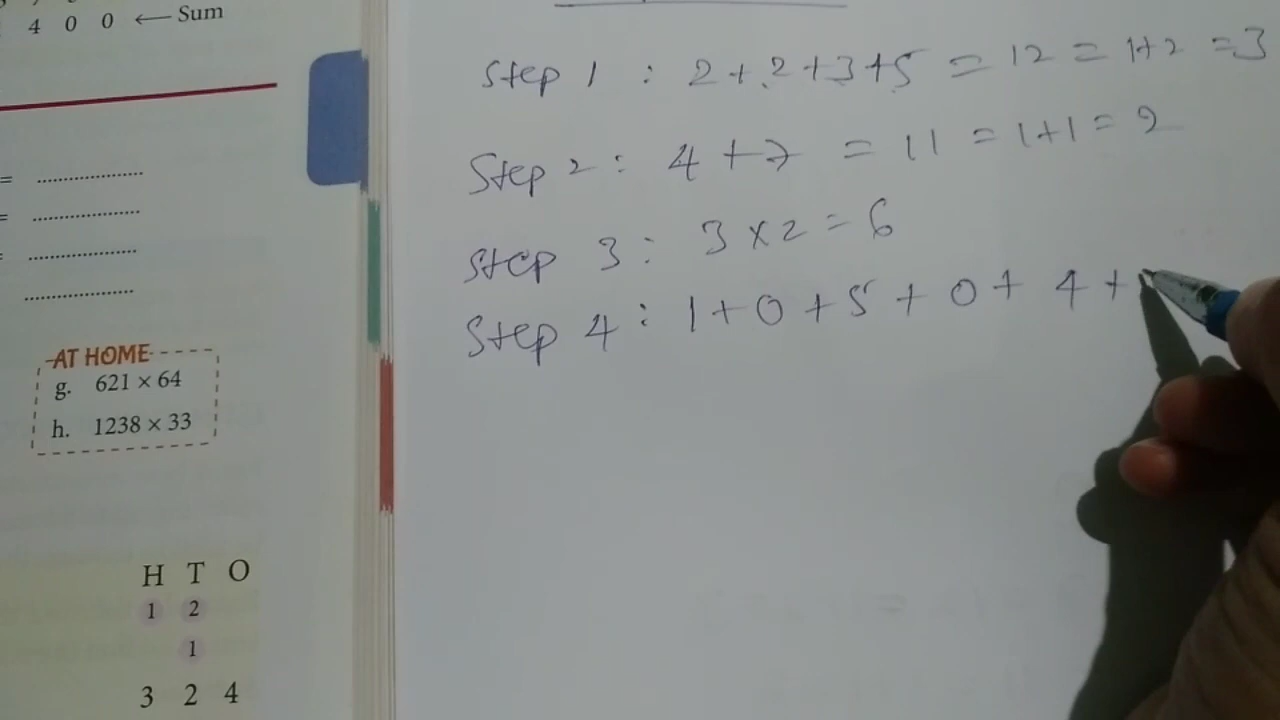 4 0 0 ← Sum
= ....................
= ....................
= ....................
....................
AT HOME
g. 621 × 64
h. 1238 × 33
H T O
1 2
1
3 2 4
Step 1 : 2+2+3+5 = 12 = 1+2 = 3
Step 2 : 4+7 = 11 = 1+1 = 2
Step 3 : 3×2 = 6
Step 4 : 1+0+5+0+4+